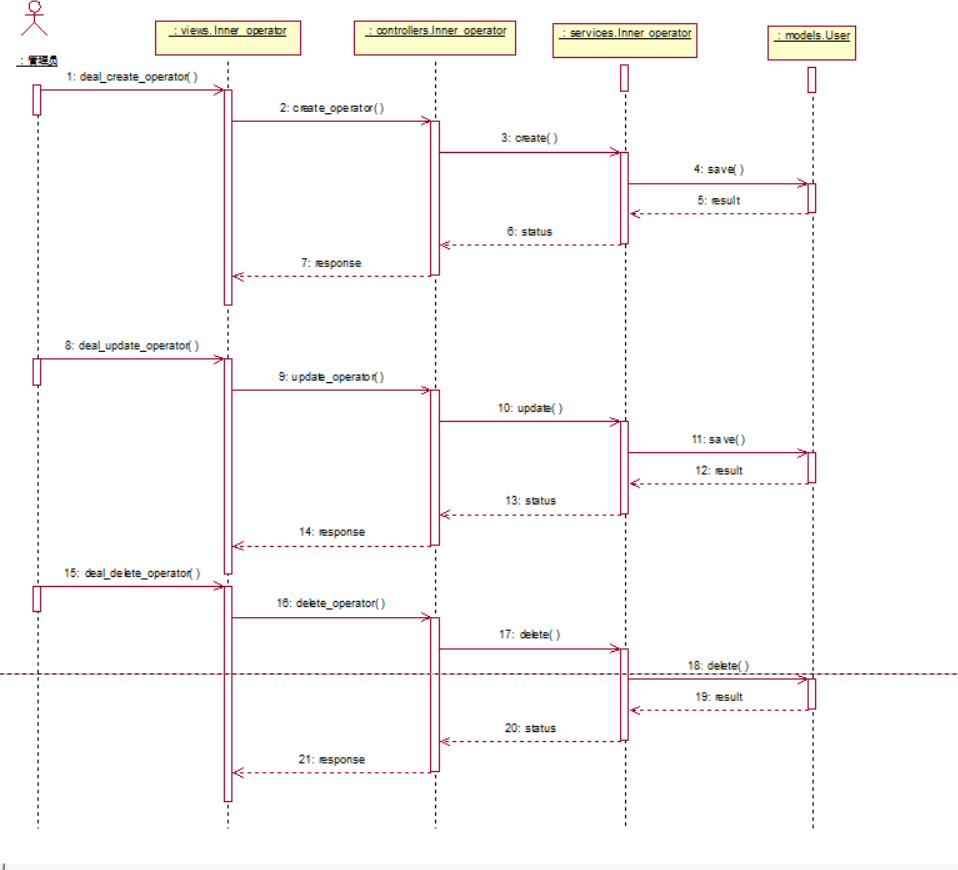 : views.Inner_operator
: controllers.Inner_operator
: services.Inner_operator
: models.User
: 管理员
1: deal_create_operator( )
2: create_operator( )
3: create( )
4: save( )
5: result
6: status
7: response
8: deal_update_operator( )
9: update_operator( )
10: update( )
11: save( )
12: result
13: status
14: response
15: deal_delete_operator( )
16: delete_operator( )
17: delete( )
18: delete( )
19: result
20: status
21: response